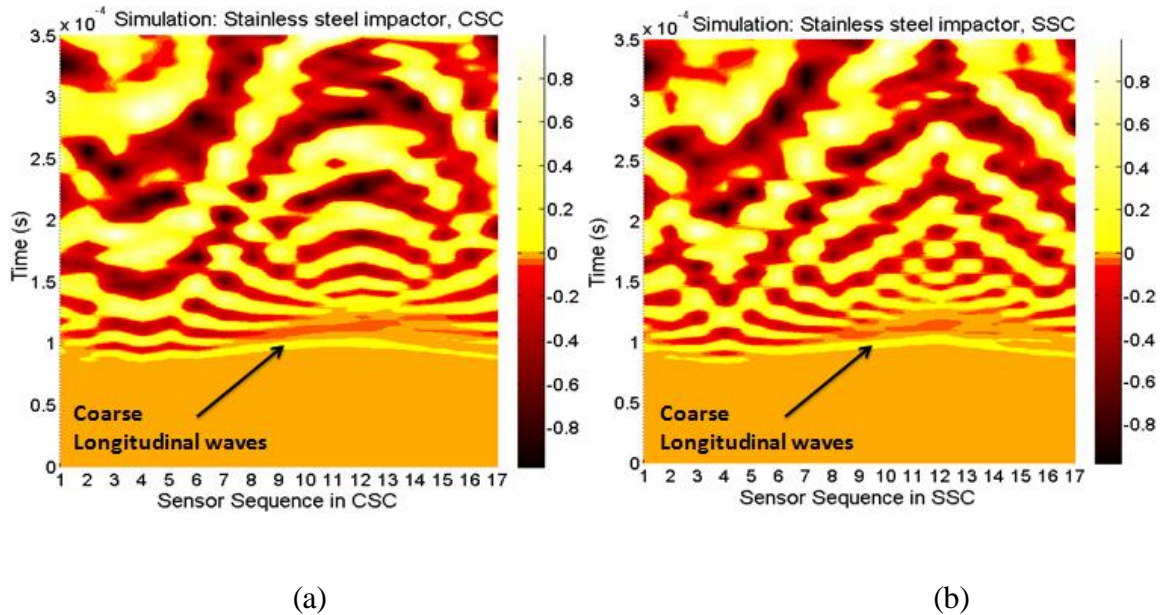 x 10⁻⁴ Simulation: Stainless steel impactor, CSC
3.5
3
2.5
2
1.5
1
0.5
0
Time (s)
Coarse
Longitudinal waves
1 2 3 4 5 6 7 8 9 10 11 12 13 14 15 16 17
Sensor Sequence in CSC
0.8
0.6
0.4
0.2
0
-0.2
-0.4
-0.6
-0.8
(a)
x 10⁻⁴ Simulation: Stainless steel impactor, SSC
3.5
3
2.5
2
1.5
1
0.5
0
Time (s)
Coarse
Longitudinal waves
1 2 3 4 5 6 7 8 9 10 11 12 13 14 15 16 17
Sensor Sequence in SSC
0.8
0.6
0.4
0.2
0
-0.2
-0.4
-0.6
-0.8
(b)